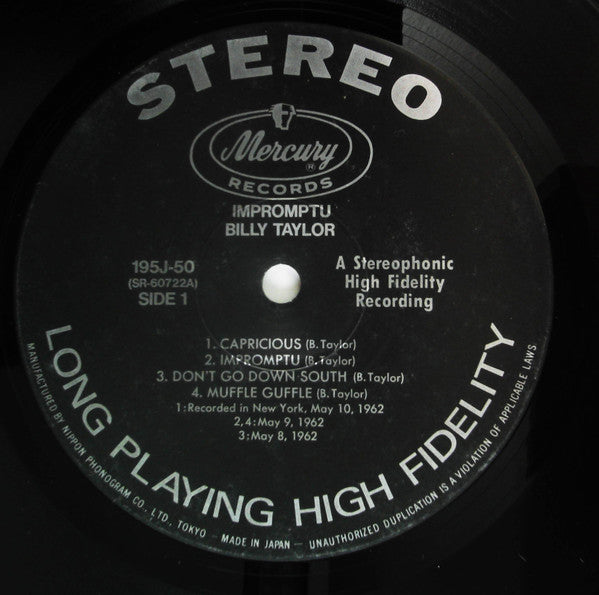 STEREO
Mercury
®
RECORDS
IMPROMPTU
BILLY TAYLOR
195J-50
(SR-60722A)
SIDE 1
A Stereophonic
High Fidelity
Recording
1. CAPRICIOUS (B. Taylor)
2. IMPROMPTU (B. Taylor)
3. DON'T GO DOWN SOUTH (B. Taylor)
4. MUFFLE GUFFLE (B. Taylor)
1:Recorded in New York, May 10, 1962
2,4:May 9, 1962
3:May 8, 1962
LONG PLAYING HIGH FIDELITY
MANUFACTURED BY NIPPON PHONOGRAM CO., LTD., TOKYO – MADE IN JAPAN – UNAUTHORIZED DUPLICATION IS A VIOLATION OF APPLICABLE LAWS